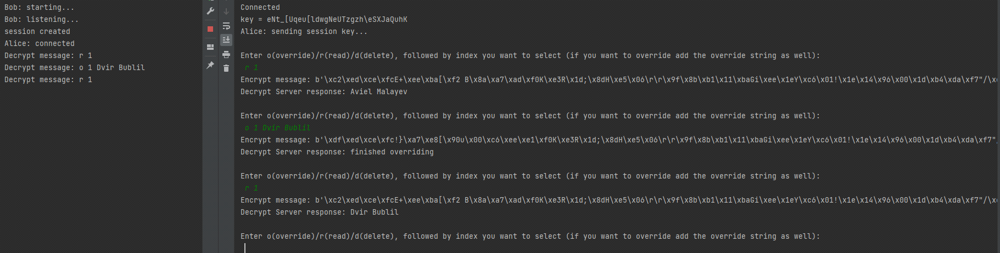 Bob: starting...
Bob: listening...
session created
Alice: connected
Decrypt message: r 1
Decrypt message: o 1 Dvir Bublil
Decrypt message: r 1
Connected
key = eNt_[Uqeu[ldwgNeUTzgzh\eSXJaQuhK
Alice: sending session key...
Enter o(override)/r(read)/d(delete), followed by index you want to select (if you want to override add the override string as well):
r 1
Encrypt message: b'\xc2\xed\xce\xfcE+\xee\xba[\xf2 B\x8a\xa7\xad\xf0K\xe3R\x1d;\x8dH\xe5\x06\r\r\x9f\x8b\xb1\x11\xbaGi\xee\x1eY\xc6\x01!\x1e\x14\x96\x00\x1d\xb4\xda\xf7"/\x
Decrypt Server response: Aviel Malayev
Enter o(override)/r(read)/d(delete), followed by index you want to select (if you want to override add the override string as well):
o 1 Dvir Bublil
Encrypt message: b'\xdf\xed\xce\xfc!}\xa7\xe8[\x90u\x00\xc6\xee\xe1\xf0K\xe3R\x1d;\x8dH\xe5\x06\r\r\x9f\x8b\xb1\x11\xbaGi\xee\x1eY\xc6\x01!\x1e\x14\x96\x00\x1d\xb4\xda\xf7"/
Decrypt Server response: finished overriding
Enter o(override)/r(read)/d(delete), followed by index you want to select (if you want to override add the override string as well):
r 1
Encrypt message: b'\xc2\xed\xce\xfcE+\xee\xba[\xf2 B\x8a\xa7\xad\xf0K\xe3R\x1d;\x8dH\xe5\x06\r\r\x9f\x8b\xb1\x11\xbaGi\xee\x1eY\xc6\x01!\x1e\x14\x96\x00\x1d\xb4\xda\xf7"/\x
Decrypt Server response: Dvir Bublil
Enter o(override)/r(read)/d(delete), followed by index you want to select (if you want to override add the override string as well):